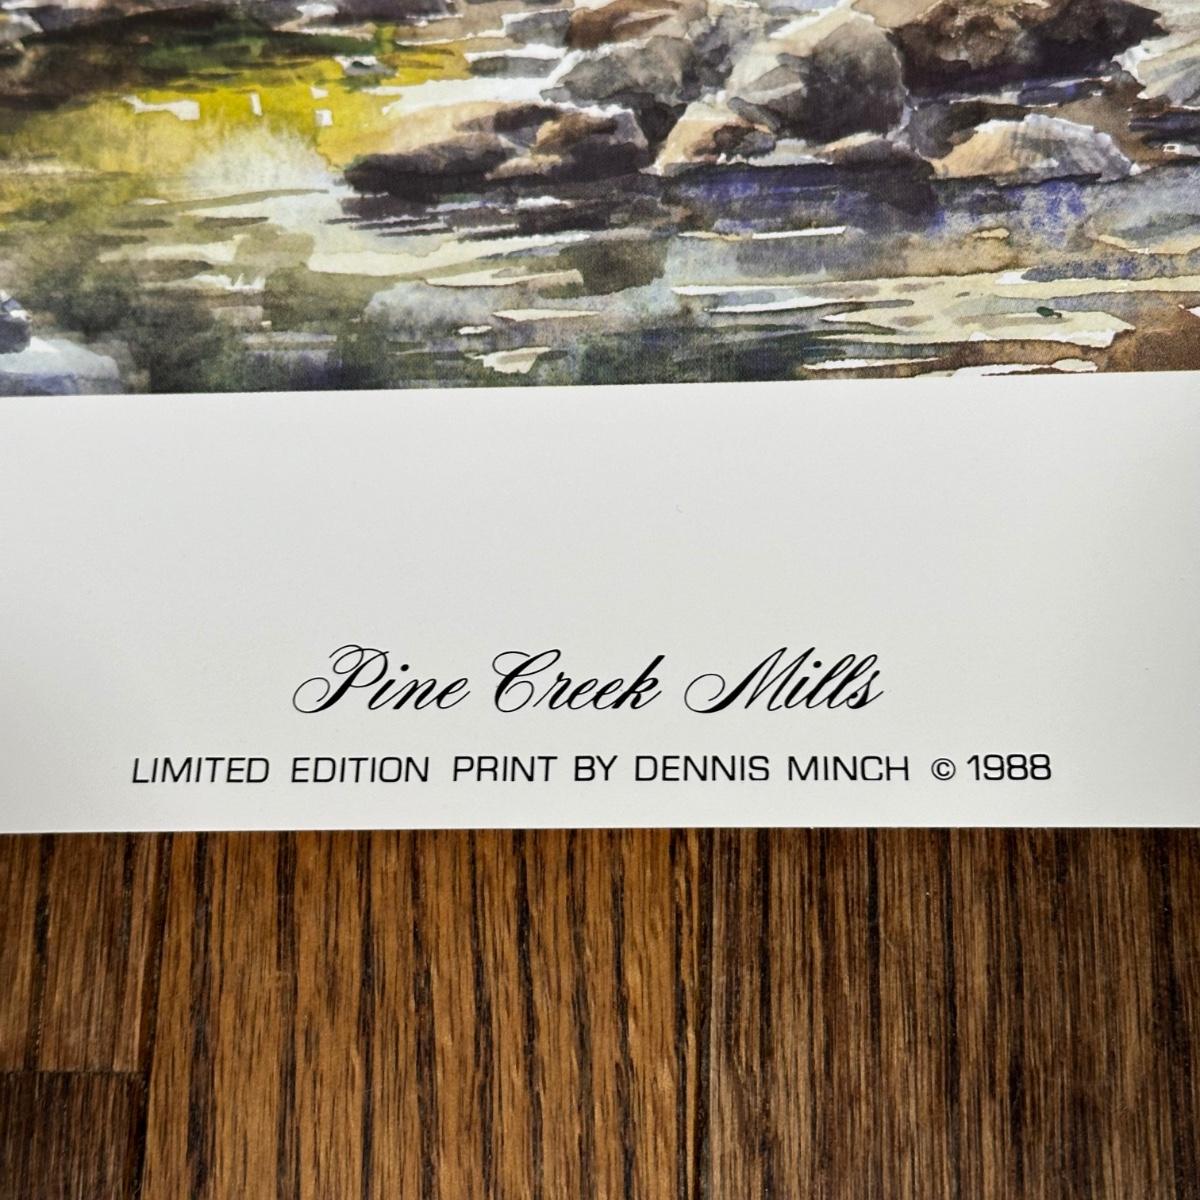 Pine Creek Mills
LIMITED EDITION PRINT BY DENNIS MINCH © 1988